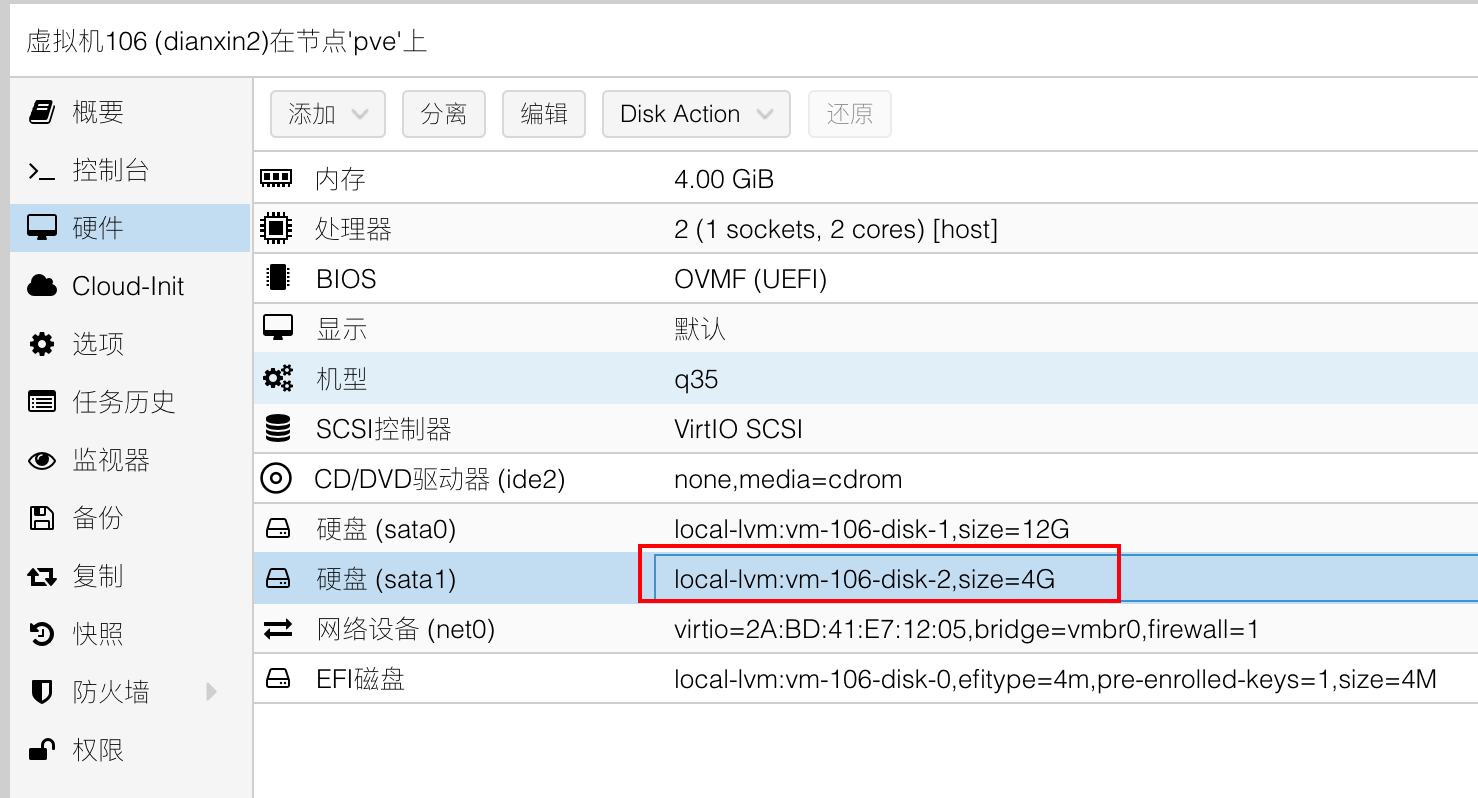 虚拟机106 (dianxin2)在节点'pve'上
概要
控制台
硬件
Cloud-Init
选项
任务历史
监视器
备份
复制
快照
防火墙
权限
添加 分离 编辑 Disk Action 还原
内存 4.00 GiB
处理器 2 (1 sockets, 2 cores) [host]
BIOS OVMF (UEFI)
显示 默认
机型 q35
SCSI控制器 VirtIO SCSI
CD/DVD驱动器 (ide2) none,media=cdrom
硬盘 (sata0) local-lvm:vm-106-disk-1,size=12G
硬盘 (sata1) local-lvm:vm-106-disk-2,size=4G
网络设备 (net0) virtio=2A:BD:41:E7:12:05,bridge=vmbr0,firewall=1
EFI磁盘 local-lvm:vm-106-disk-0,efitype=4m,pre-enrolled-keys=1,size=4M